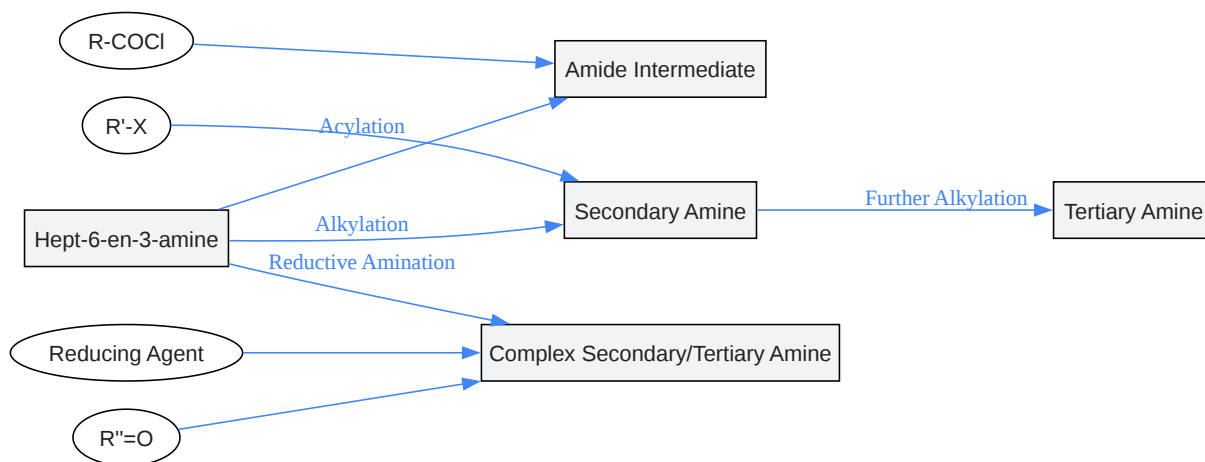 R-COCl
Amide Intermediate
R'-X
Acylation
Further Alkylation
Secondary Amine
Tertiary Amine
Alkylation
Hept-6-en-3-amine
Reductive Amination
Reducing Agent
Complex Secondary/Tertiary Amine
R''=O